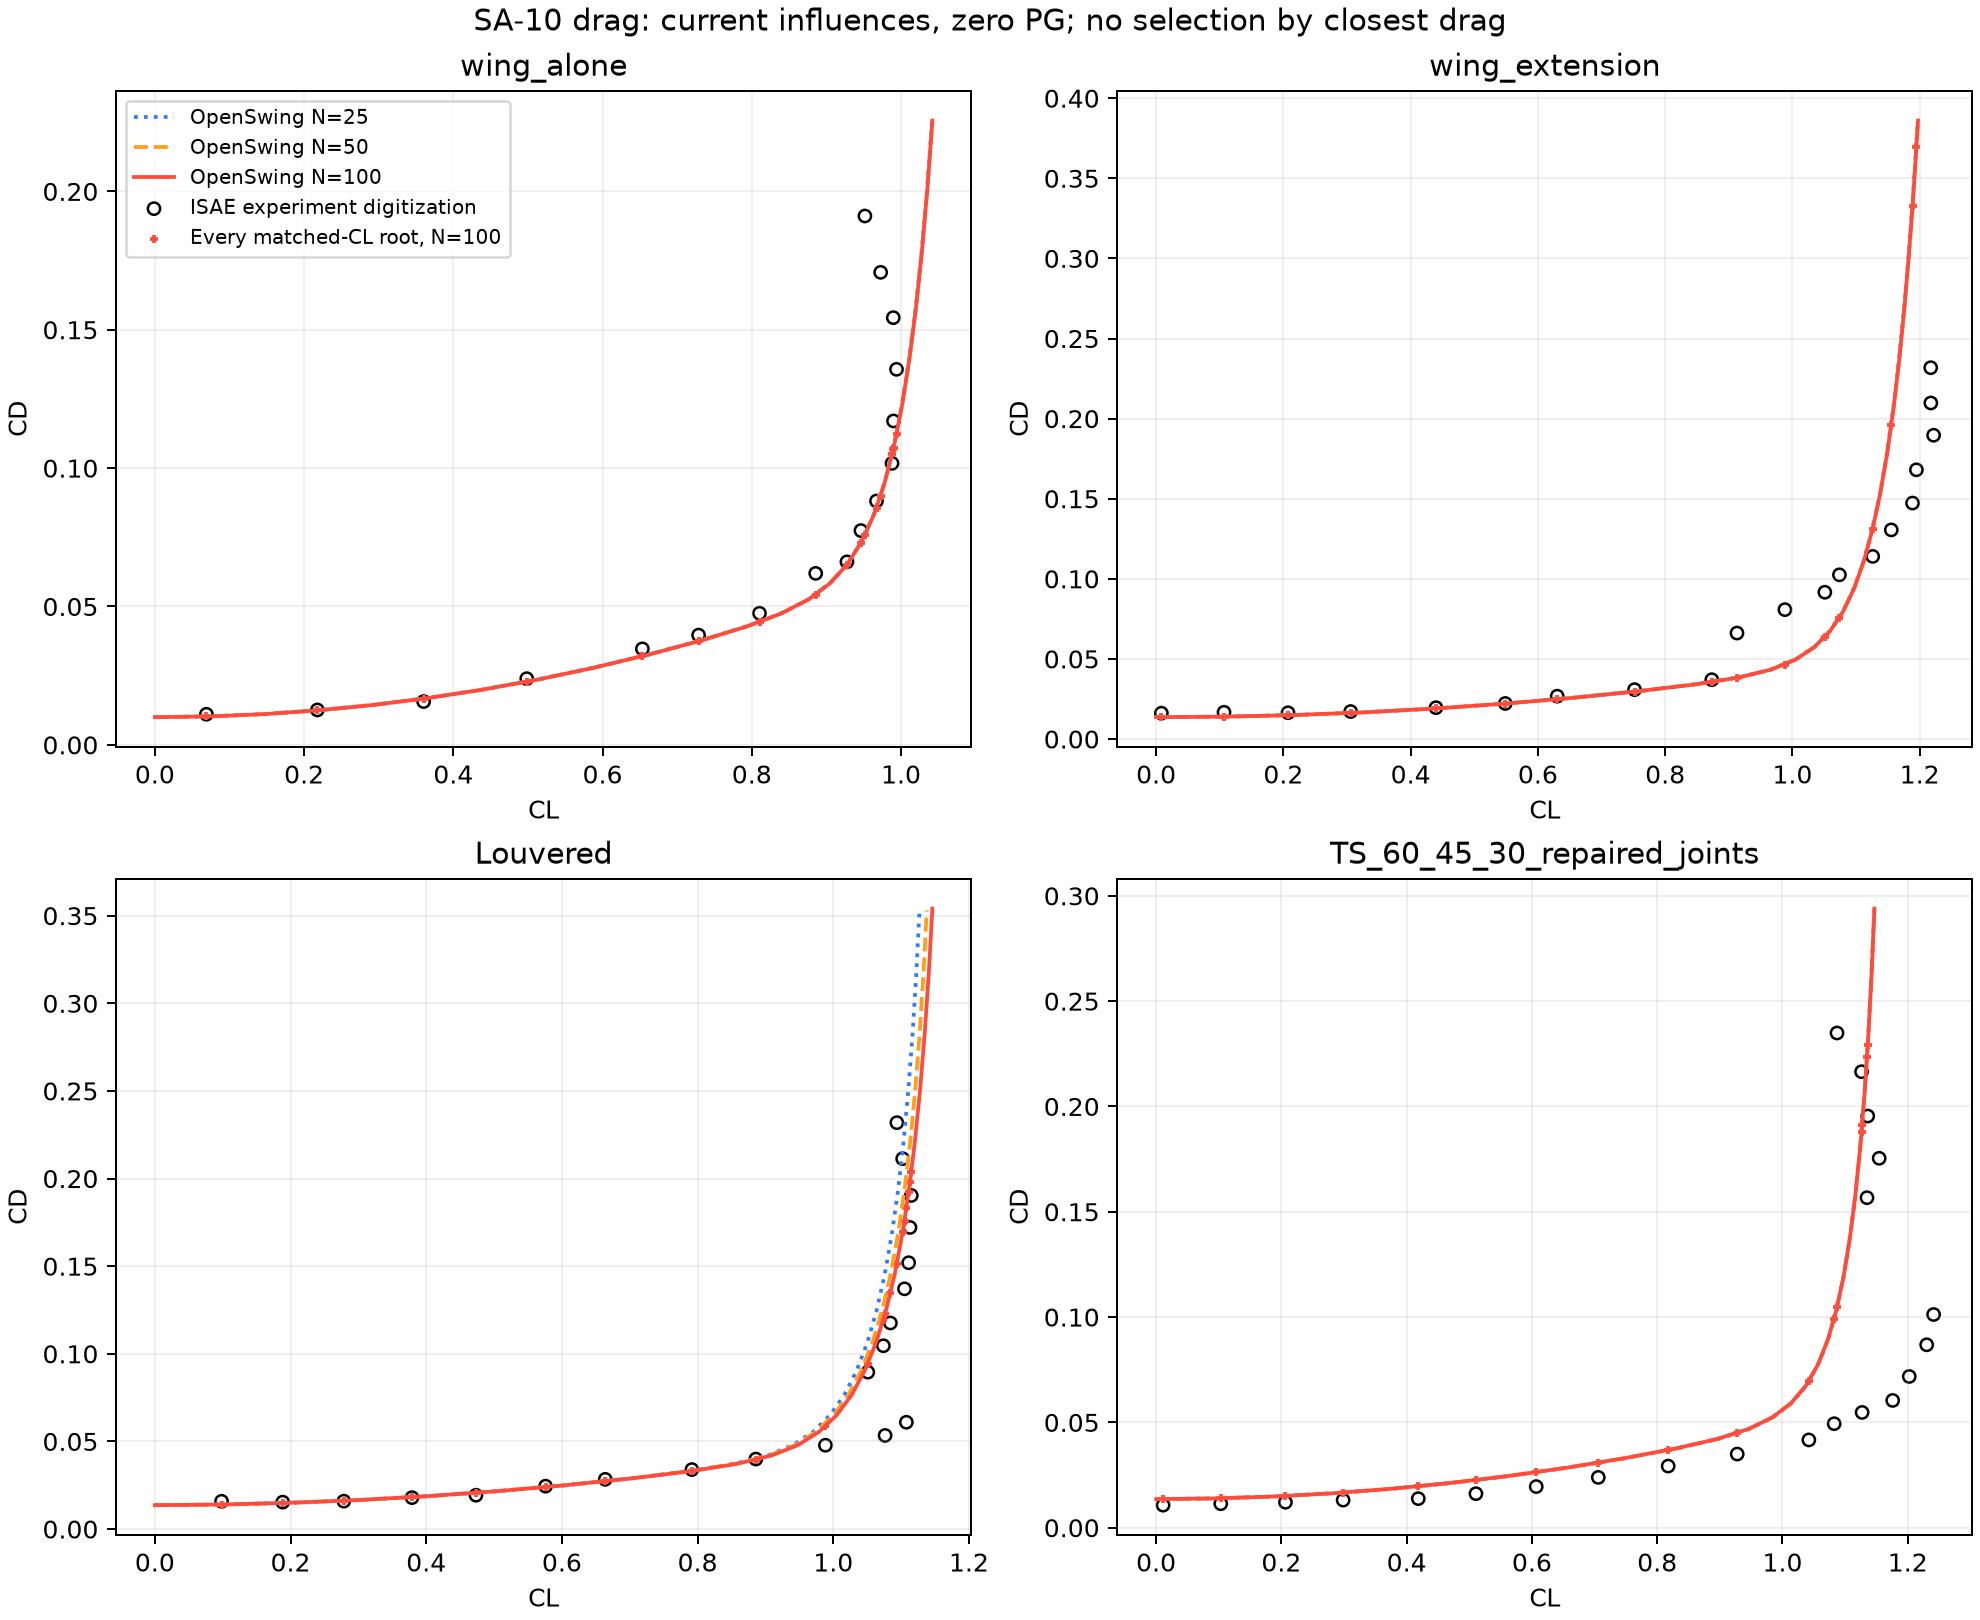 SA-10 drag: current influences, zero PG; no selection by closest drag
wing_alone
OpenSwing N=25
OpenSwing N=50
OpenSwing N=100
ISAE experiment digitization
Every matched-CL root, N=100
0.20
0.15
0.10
0.05
0.00
CD
0.0 0.2 0.4 0.6 0.8 1.0
CL
wing_extension
0.40
0.35
0.30
0.25
0.20
0.15
0.10
0.05
0.00
CD
0.0 0.2 0.4 0.6 0.8 1.0 1.2
CL
Louvered
0.35
0.30
0.25
0.20
0.15
0.10
0.05
0.00
CD
0.0 0.2 0.4 0.6 0.8 1.0 1.2
CL
TS_60_45_30_repaired_joints
0.30
0.25
0.20
0.15
0.10
0.05
0.00
CD
0.0 0.2 0.4 0.6 0.8 1.0 1.2
CL